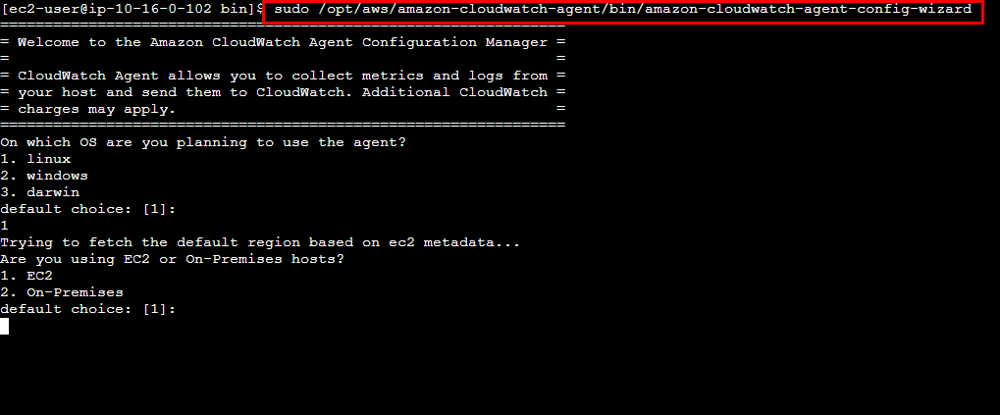 [ec2-user@ip-10-16-0-102 bin]$ sudo /opt/aws/amazon-cloudwatch-agent/bin/amazon-cloudwatch-agent-config-wizard
================================================================
= Welcome to the Amazon CloudWatch Agent Configuration Manager =
=                                                              =
= CloudWatch Agent allows you to collect metrics and logs from =
= your host and send them to CloudWatch. Additional CloudWatch =
= charges may apply.                                           =
================================================================
On which OS are you planning to use the agent?
1. linux
2. windows
3. darwin
default choice: [1]:
1
Trying to fetch the default region based on ec2 metadata...
Are you using EC2 or On-Premises hosts?
1. EC2
2. On-Premises
default choice: [1]: